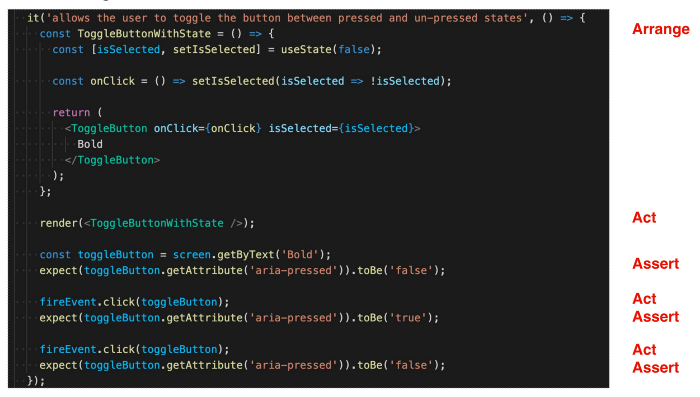 it('allows the user to toggle the button between pressed and un-pressed states', () => {
Arrange
const ToggleButtonWithState = () => {
const [isSelected, setIsSelected] = useState(false);
const onClick = () => setIsSelected(isSelected => !isSelected);
return (
<ToggleButton onClick={onClick} isSelected={isSelected}>
Bold
</ToggleButton>
);
};
render(<ToggleButtonWithState />);
Act
const toggleButton = screen.getByText('Bold');
expect(toggleButton.getAttribute('aria-pressed')).toBe('false');
Assert
fireEvent.click(toggleButton);
Act
expect(toggleButton.getAttribute('aria-pressed')).toBe('true');
Assert
fireEvent.click(toggleButton);
Act
expect(toggleButton.getAttribute('aria-pressed')).toBe('false');
Assert
});